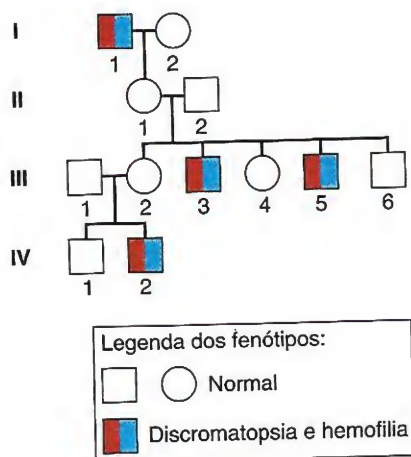 I
1 2
II
1 2
III
1 2 3 4 5 6
IV
1 2
Legenda dos fenótipos:
Normal
Discromatopsia e hemofilia